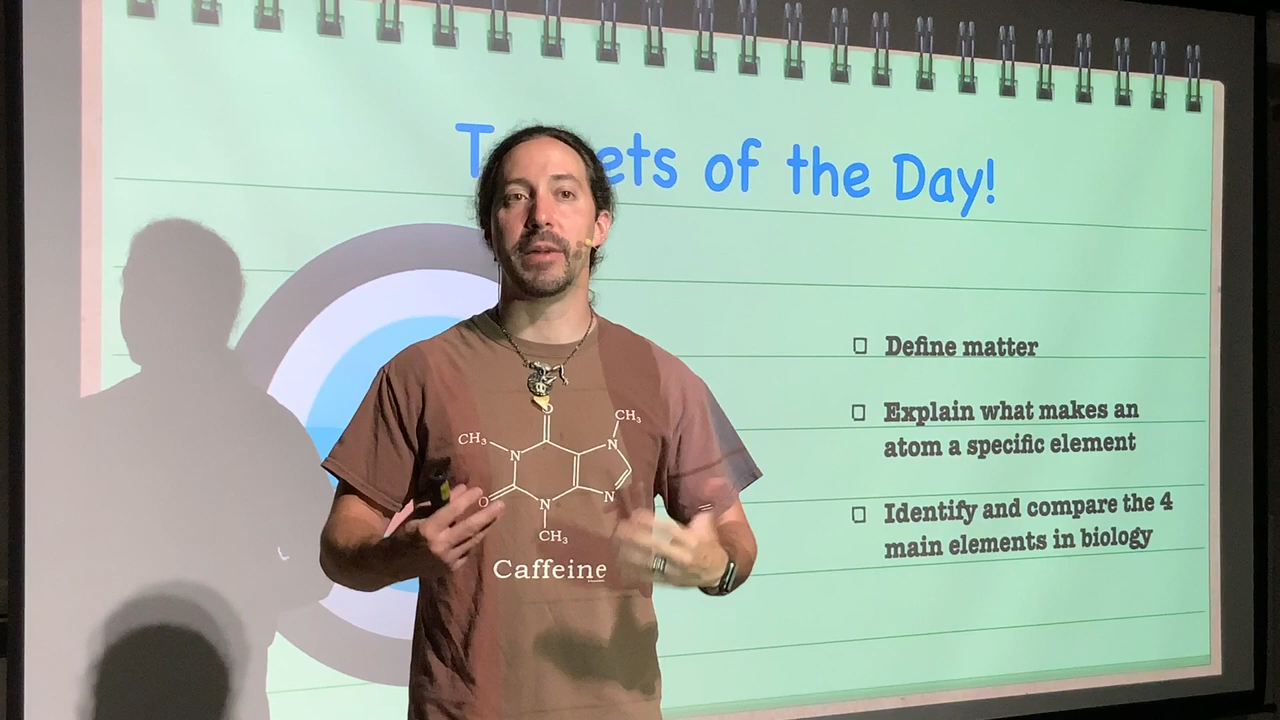 T ets of the Day!
☐ Define matter
☐ Explain what makes an
atom a specific element
☐ Identify and compare the 4
main elements in biology
O
CH₃
CH₃
N
N
O
N
N
CH₃
Caffeine